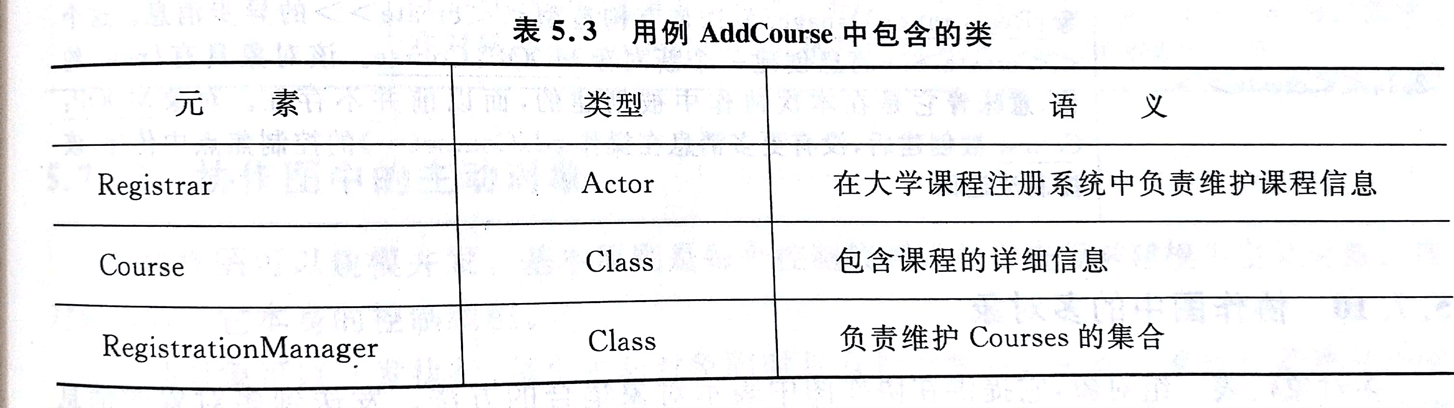 表 5.3 用例 AddCourse 中包含的类
元 素 类型 语 义
Registrar Actor 在大学课程注册系统中负责维护课程信息
Course Class 包含课程的详细信息
RegistrationManager Class 负责维护 Courses 的集合